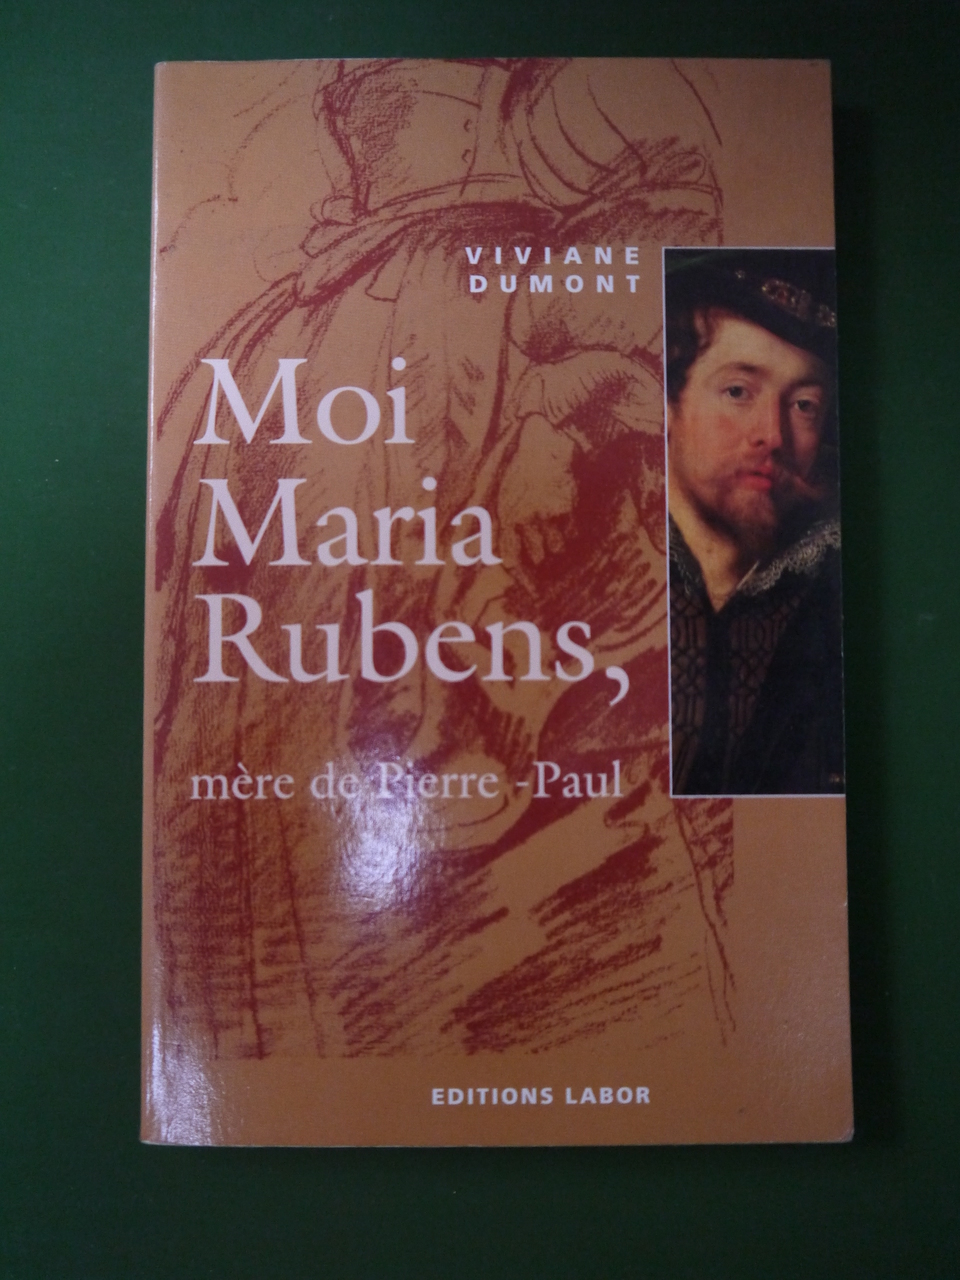 VIVIANE
DUMONT
Moi
Maria
Rubens,
mère de Pierre -Paul
EDITIONS LABOR